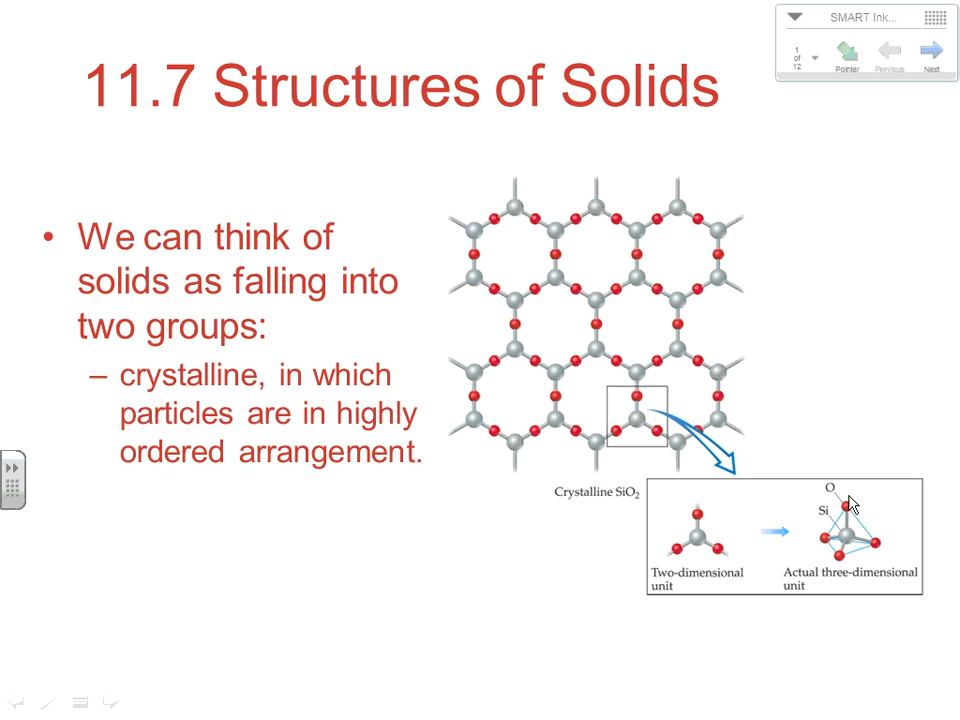 SMART Ink...
1
of
12
Pointer
Previous
Next
11.7 Structures of Solids
• We can think of
solids as falling into
two groups:
– crystalline, in which
particles are in highly
ordered arrangement.
Crystalline SiO₂
O
Si
Two-dimensional
unit
Actual three-dimensional
unit